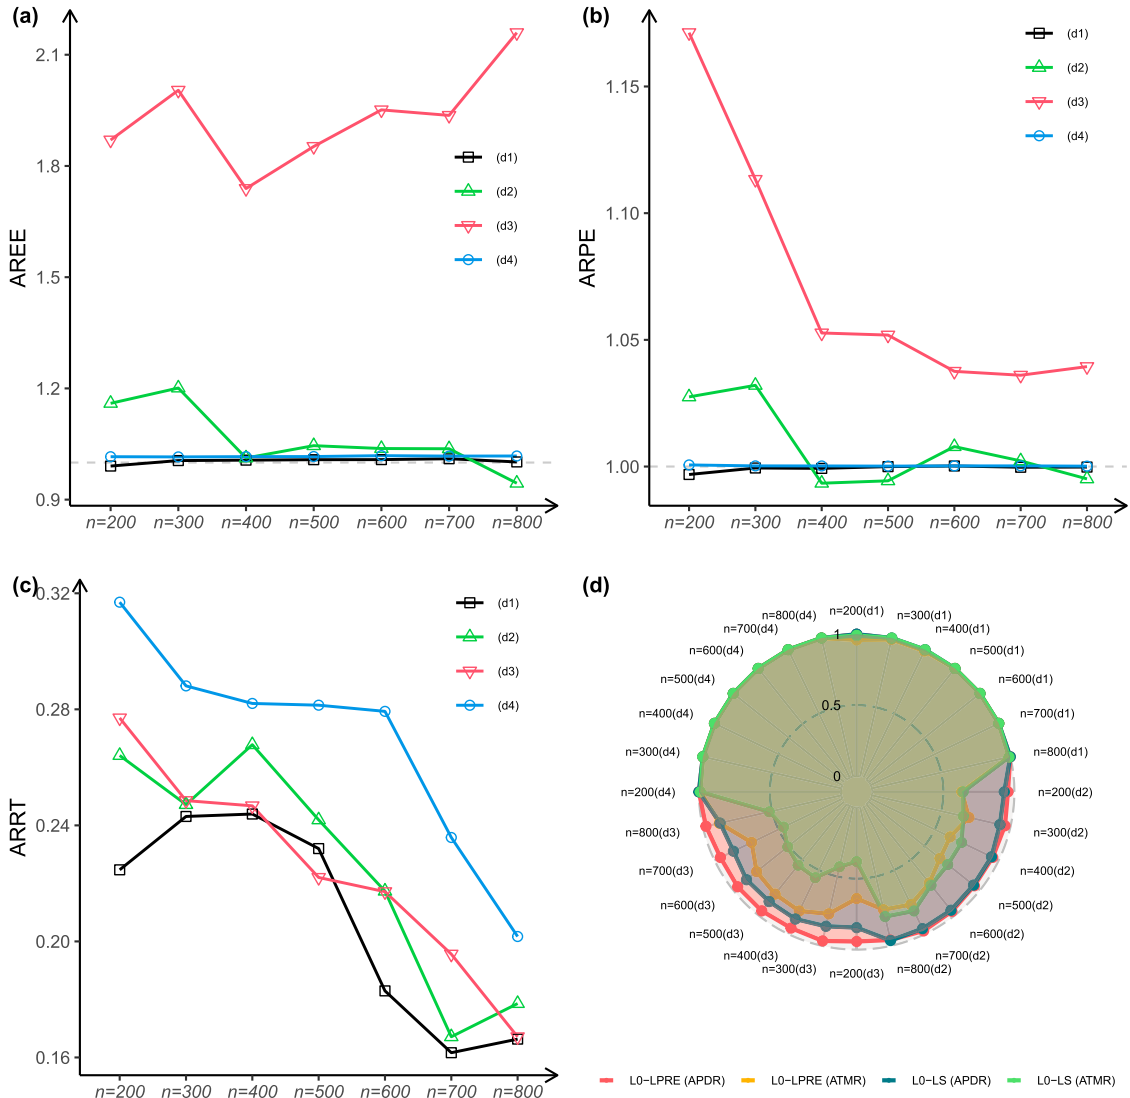 (a)
AREE
2.1
1.8
1.5
1.2
0.9
n=200 n=300 n=400 n=500 n=600 n=700 n=800
(d1)
(d2)
(d3)
(d4)
(b)
ARPE
1.15
1.10
1.05
1.00
n=200 n=300 n=400 n=500 n=600 n=700 n=800
(d1)
(d2)
(d3)
(d4)
(c)
ARRT
0.32
0.28
0.24
0.20
0.16
n=200 n=300 n=400 n=500 n=600 n=700 n=800
(d1)
(d2)
(d3)
(d4)
(d)
1
0.5
0
n=200(d1)
n=300(d1)
n=400(d1)
n=500(d1)
n=600(d1)
n=700(d1)
n=800(d1)
n=200(d2)
n=300(d2)
n=400(d2)
n=500(d2)
n=600(d2)
n=700(d2)
n=800(d2)
n=200(d3)
n=300(d3)
n=400(d3)
n=500(d3)
n=600(d3)
n=700(d3)
n=800(d3)
n=200(d4)
n=300(d4)
n=400(d4)
n=500(d4)
n=600(d4)
n=700(d4)
n=800(d4)
L0−LPRE (APDR) L0−LPRE (ATMR) L0−LS (APDR) L0−LS (ATMR)